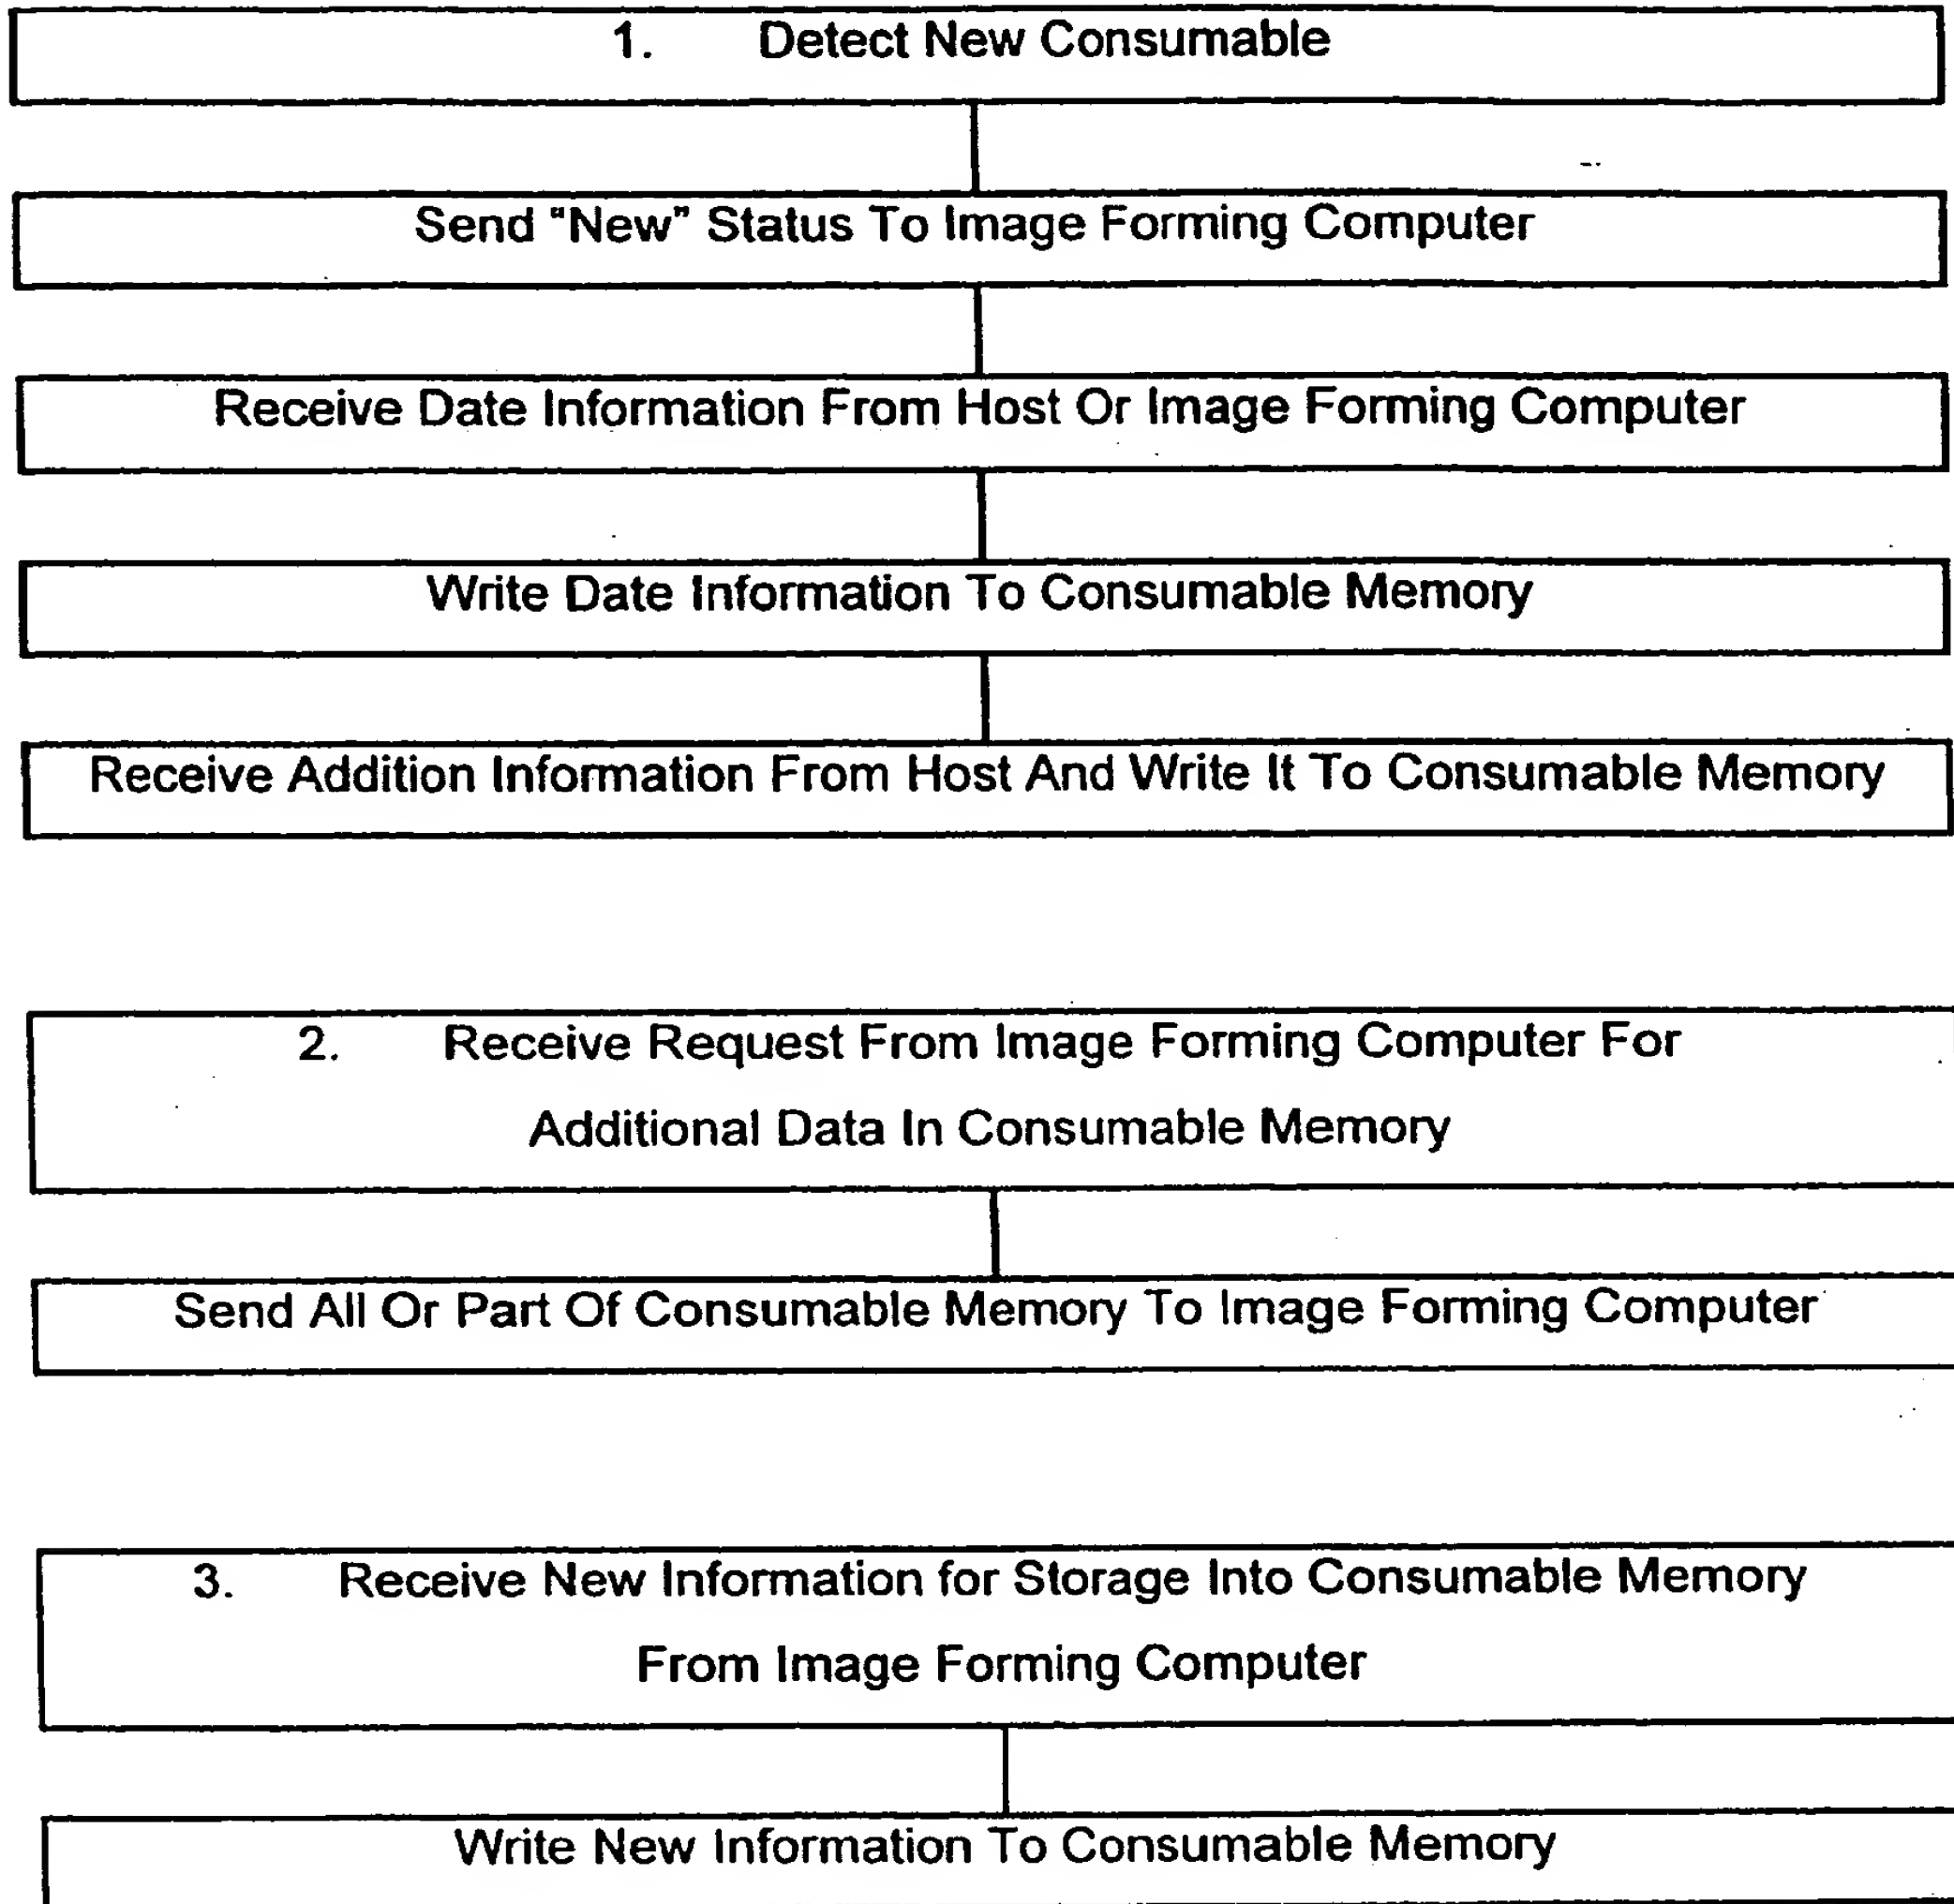 1. Detect New Consumable
Send "New" Status To Image Forming Computer
Receive Date Information From Host Or Image Forming Computer
Write Date Information To Consumable Memory
Receive Addition Information From Host And Write It To Consumable Memory
2. Receive Request From Image Forming Computer For
Additional Data In Consumable Memory
Send All Or Part Of Consumable Memory To Image Forming Computer
3. Receive New Information for Storage Into Consumable Memory
From Image Forming Computer
Write New Information To Consumable Memory